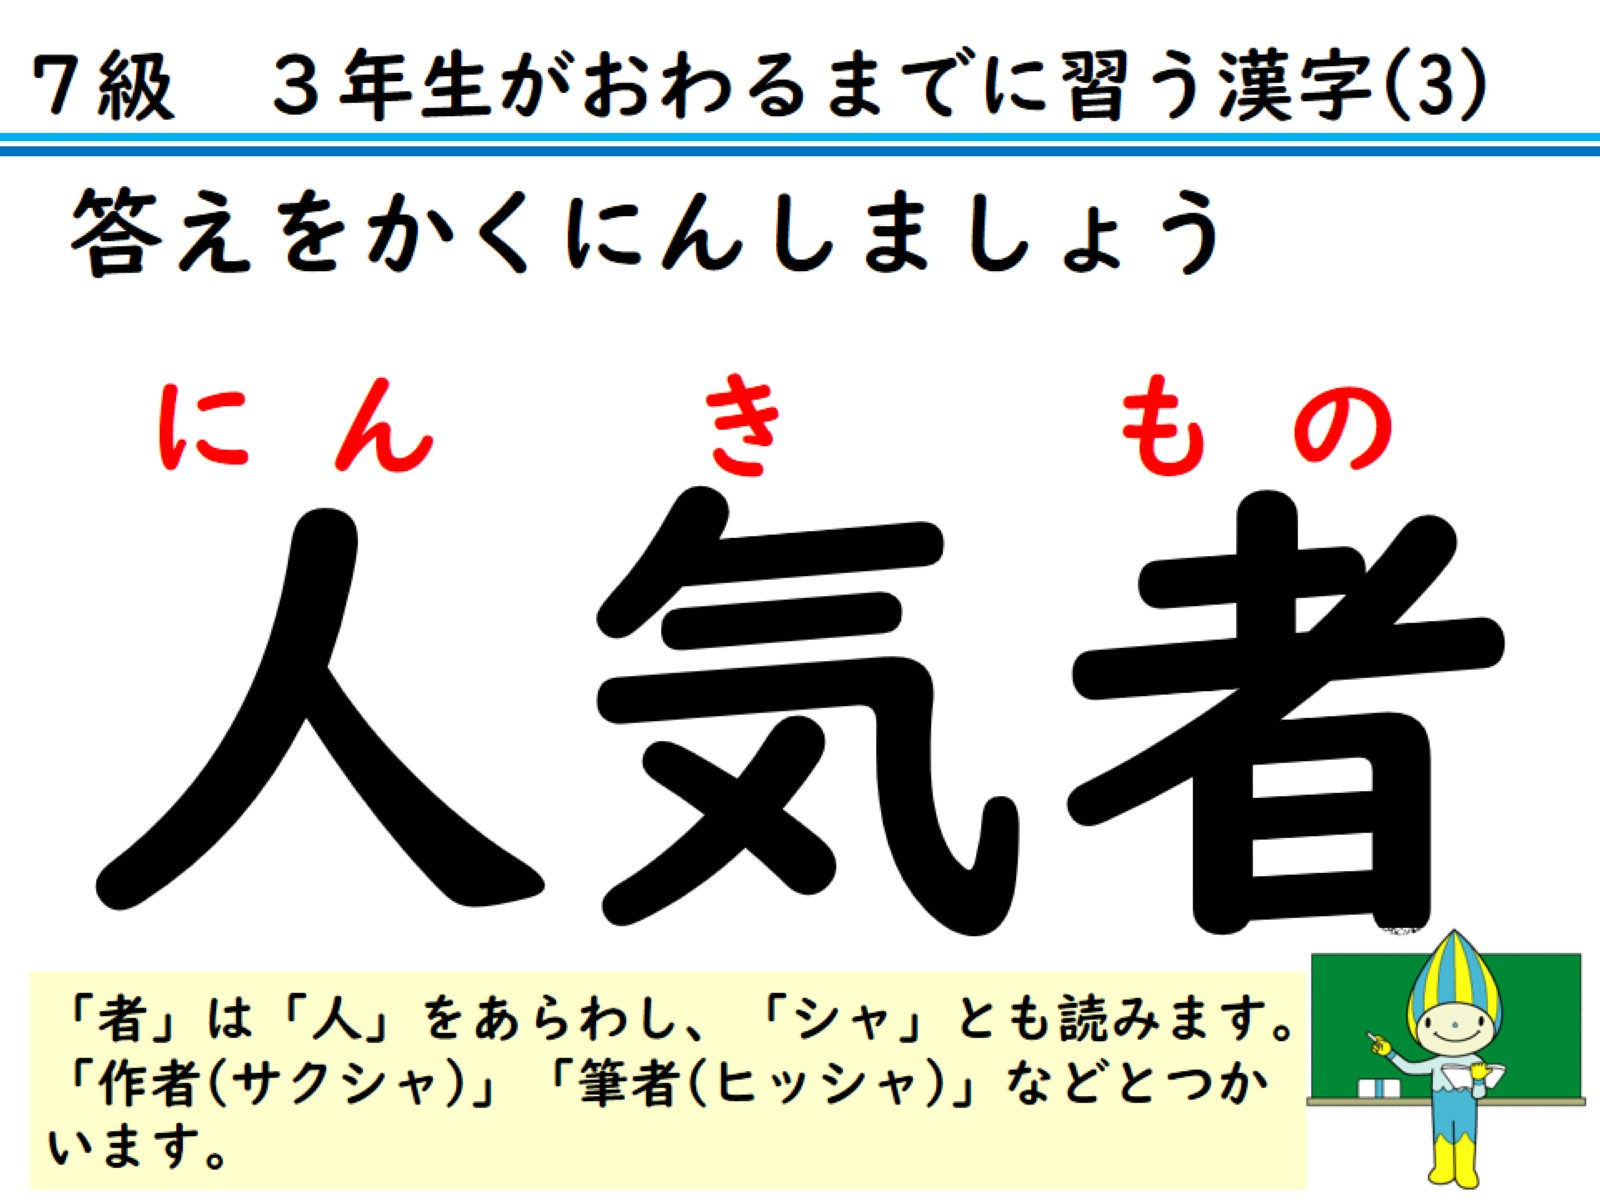 ７級　３年生がおわるまでに習う漢字(3)
答えをかくにんしましょう
にん　き　もの
人気者
「者」は「人」をあらわし、「シャ」とも読みます。
「作者(サクシャ)」「筆者(ヒッシャ)」などとつか
います。